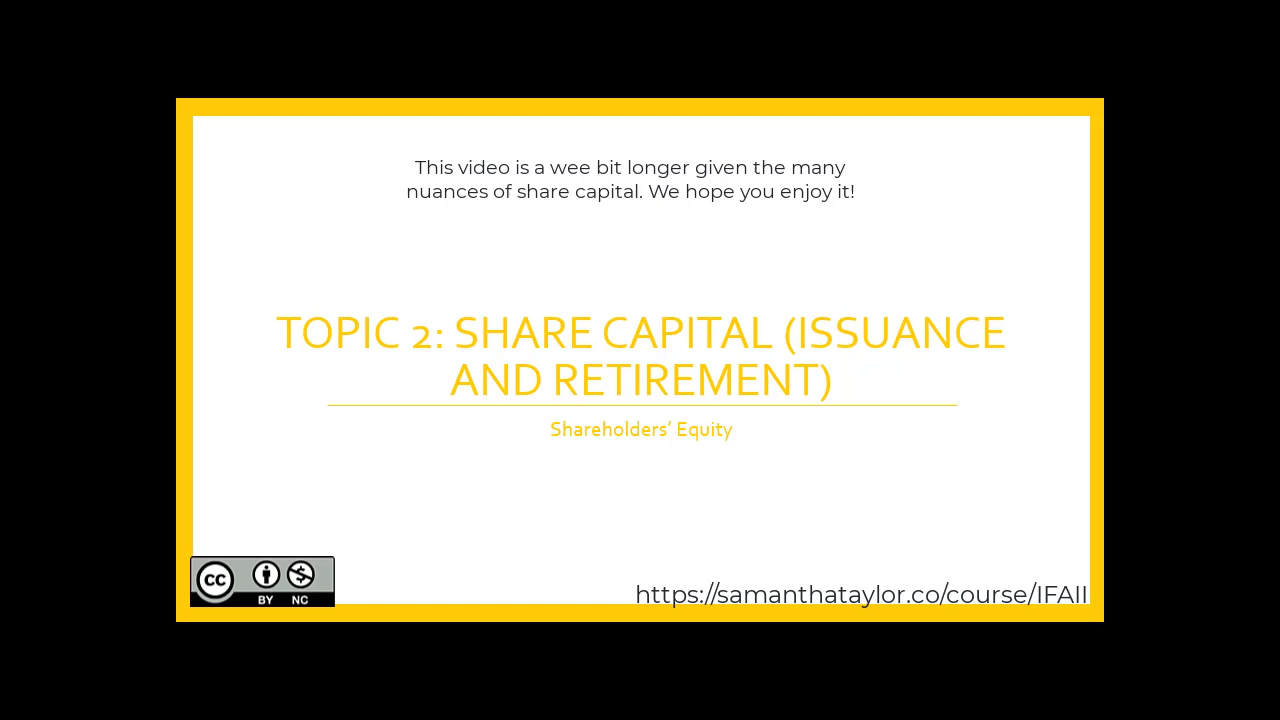 This video is a wee bit longer given the many
nuances of share capital. We hope you enjoy it!
TOPIC 2: SHARE CAPITAL (ISSUANCE
AND RETIREMENT)
Shareholders’ Equity
cc
BY NC
https://samanthataylor.co/course/IFAII